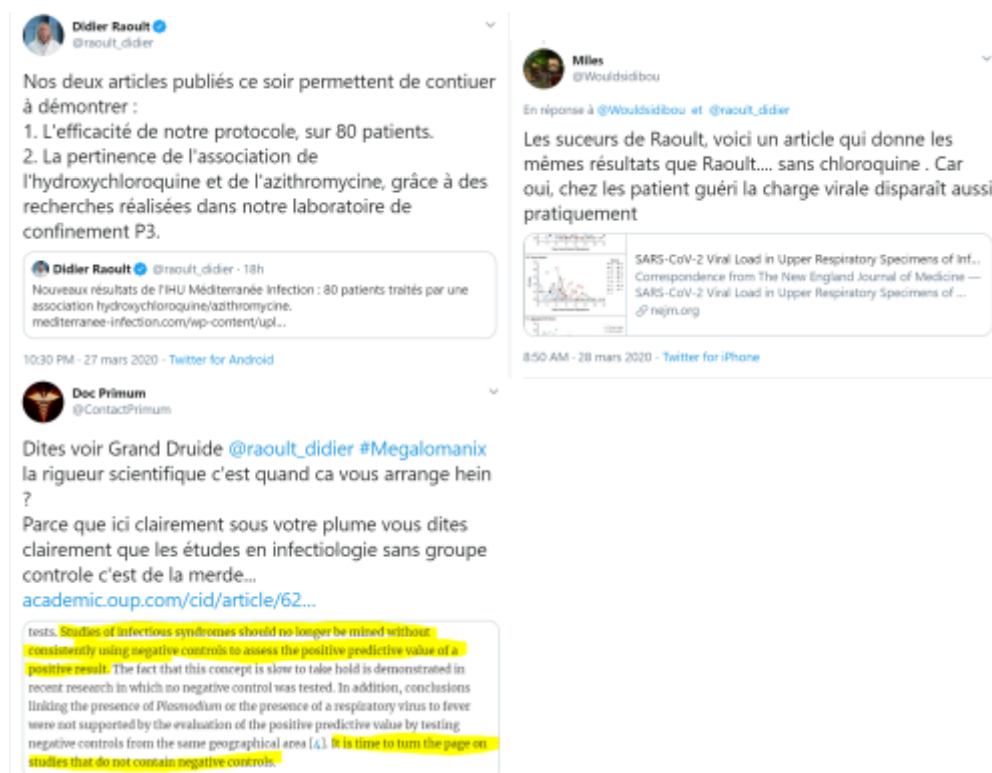 Didier Raoult
@raoult_didier
Nos deux articles publiés ce soir permettent de contiuer
à démontrer :
1. L'efficacité de notre protocole, sur 80 patients.
2. La pertinence de l'association de
l'hydroxychloroquine et de l'azithromycine, grâce à des
recherches réalisées dans notre laboratoire de
confinement P3.
Didier Raoult @raoult_didier · 18h
Nouveaux résultats de l'IHU Méditerranée Infection : 80 patients traités par une
association hydroxychloroquine/azithromycine.
mediterranee-infection.com/wp-content/upl...
10:30 PM · 27 mars 2020 · Twitter for Android
Miles
@Wouldsidibou
En réponse à @Wouldsidibou et @raoult_didier
Les suceurs de Raoult, voici un article qui donne les
mêmes résultats que Raoult.... sans chloroquine . Car
oui, chez les patient guéri la charge virale disparaît aussi
pratiquement
SARS-CoV-2 Viral Load in Upper Respiratory Specimens of Inf...
Correspondence from The New England Journal of Medicine —
SARS-CoV-2 Viral Load in Upper Respiratory Specimens of ...
nejm.org
8:50 AM · 28 mars 2020 · Twitter for iPhone
Doc Primum
@ContactPrimum
Dites voir Grand Druide @raoult_didier #Megalomanix
la rigueur scientifique c'est quand ca vous arrange hein
?
Parce que ici clairement sous votre plume vous dites
clairement que les études en infectiologie sans groupe
controle c'est de la merde...
academic.oup.com/cid/article/62...
tests. Studies of infectious syndromes should no longer be mined without
consistently using negative controls to assess the positive predictive value of a
positive result. The fact that this concept is slow to take hold is demonstrated in
recent research in which no negative control was tested. In addition, conclusions
linking the presence of Plasmodium or the presence of a respiratory virus to fever
were not supported by the evaluation of the positive predictive value by testing
negative controls from the same geographical area [4]. It is time to turn the page on
studies that do not contain negative controls.